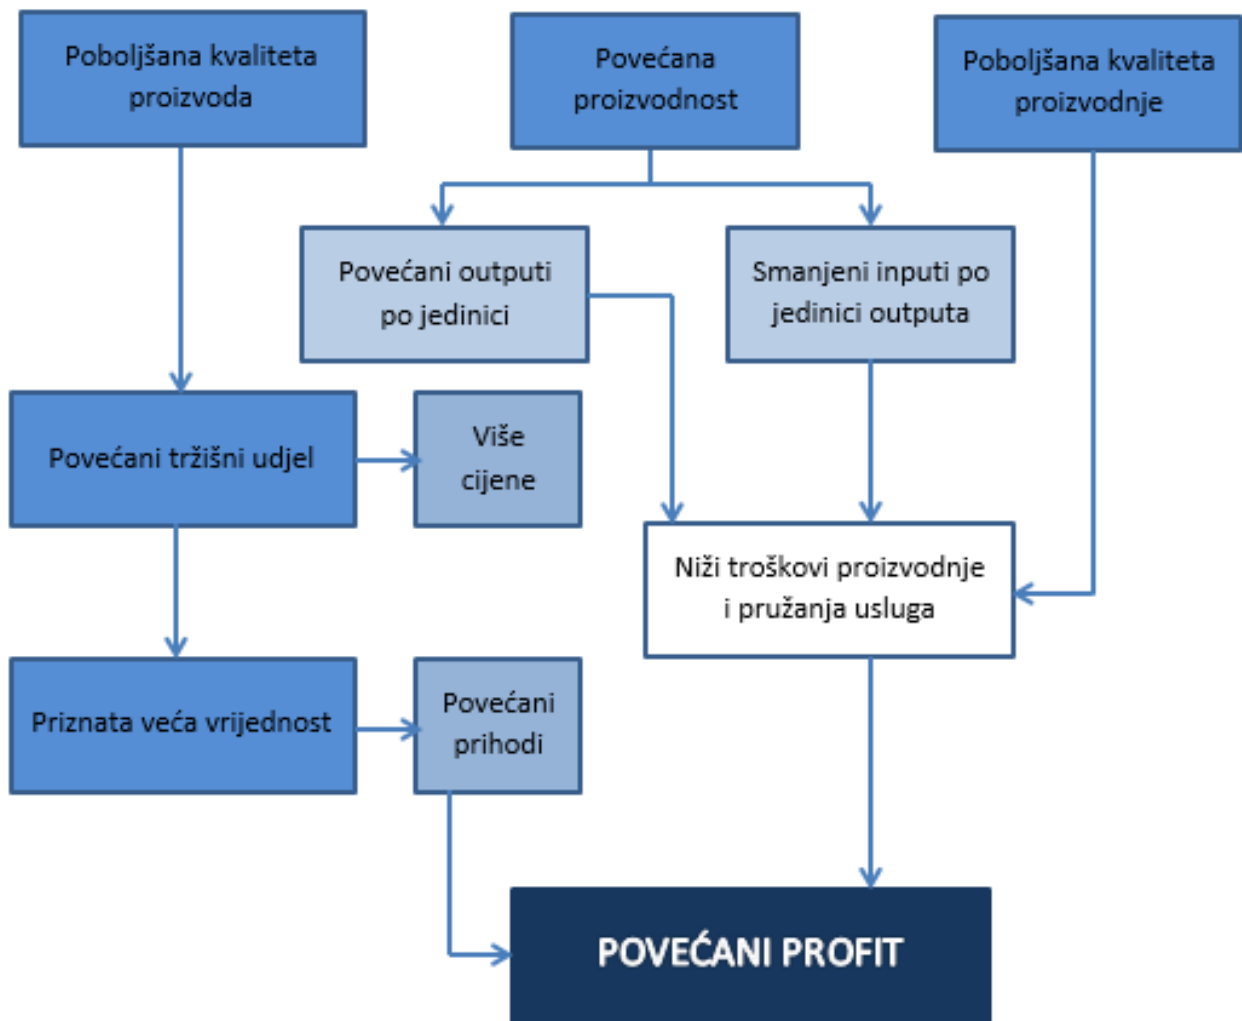 Poboljšana kvaliteta
proizvoda
Povećana
proizvodnost
Poboljšana kvaliteta
proizvodnje
Povećani outputi
po jedinici
Smanjeni inputi po
jedinici outputa
Povećani tržišni udjel
Više
cijene
Niži troškovi proizvodnje
i pružanja usluga
Priznata veća vrijednost
Povećani
prihodi
POVEĆANI PROFIT